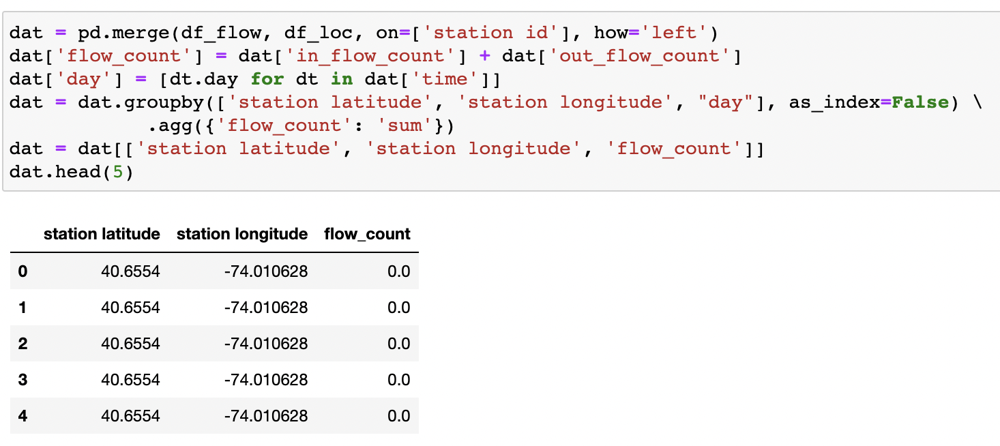 dat = pd.merge(df_flow, df_loc, on=['station id'], how='left')
dat['flow_count'] = dat['in_flow_count'] + dat['out_flow_count']
dat['day'] = [dt.day for dt in dat['time']]
dat = dat.groupby(['station latitude', 'station longitude', "day"], as_index=False) \
            .agg({'flow_count': 'sum'})
dat = dat[['station latitude', 'station longitude', 'flow_count']]
dat.head(5)
station latitude station longitude flow_count
0 40.6554 -74.010628 0.0
1 40.6554 -74.010628 0.0
2 40.6554 -74.010628 0.0
3 40.6554 -74.010628 0.0
4 40.6554 -74.010628 0.0